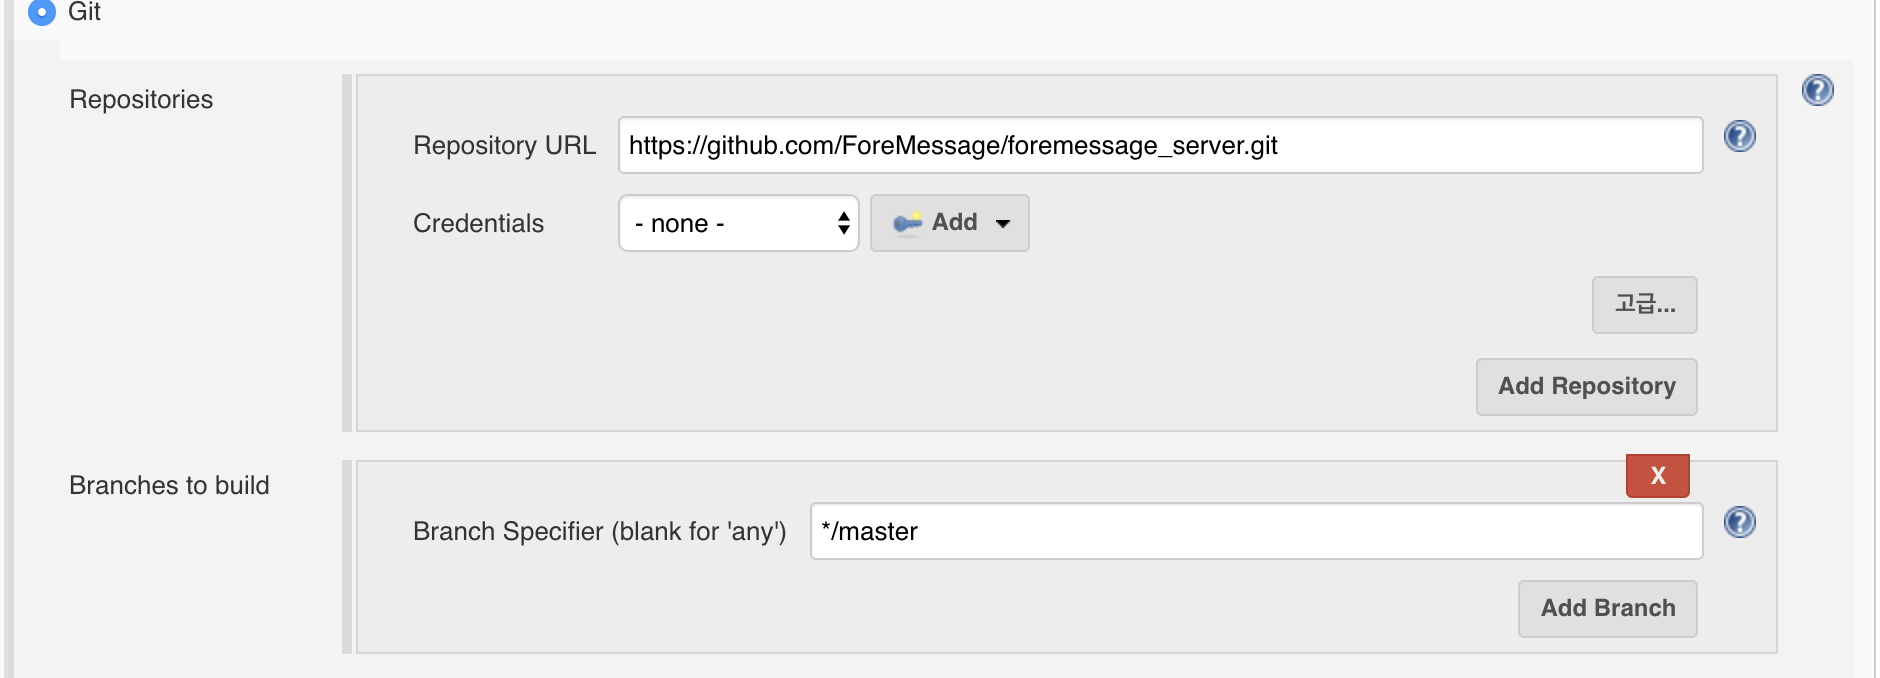 Git
Repositories
Repository URL https://github.com/ForeMessage/foremessage_server.git
Credentials - none - Add
고급...
Add Repository
Branches to build
X
Branch Specifier (blank for 'any') */master
Add Branch